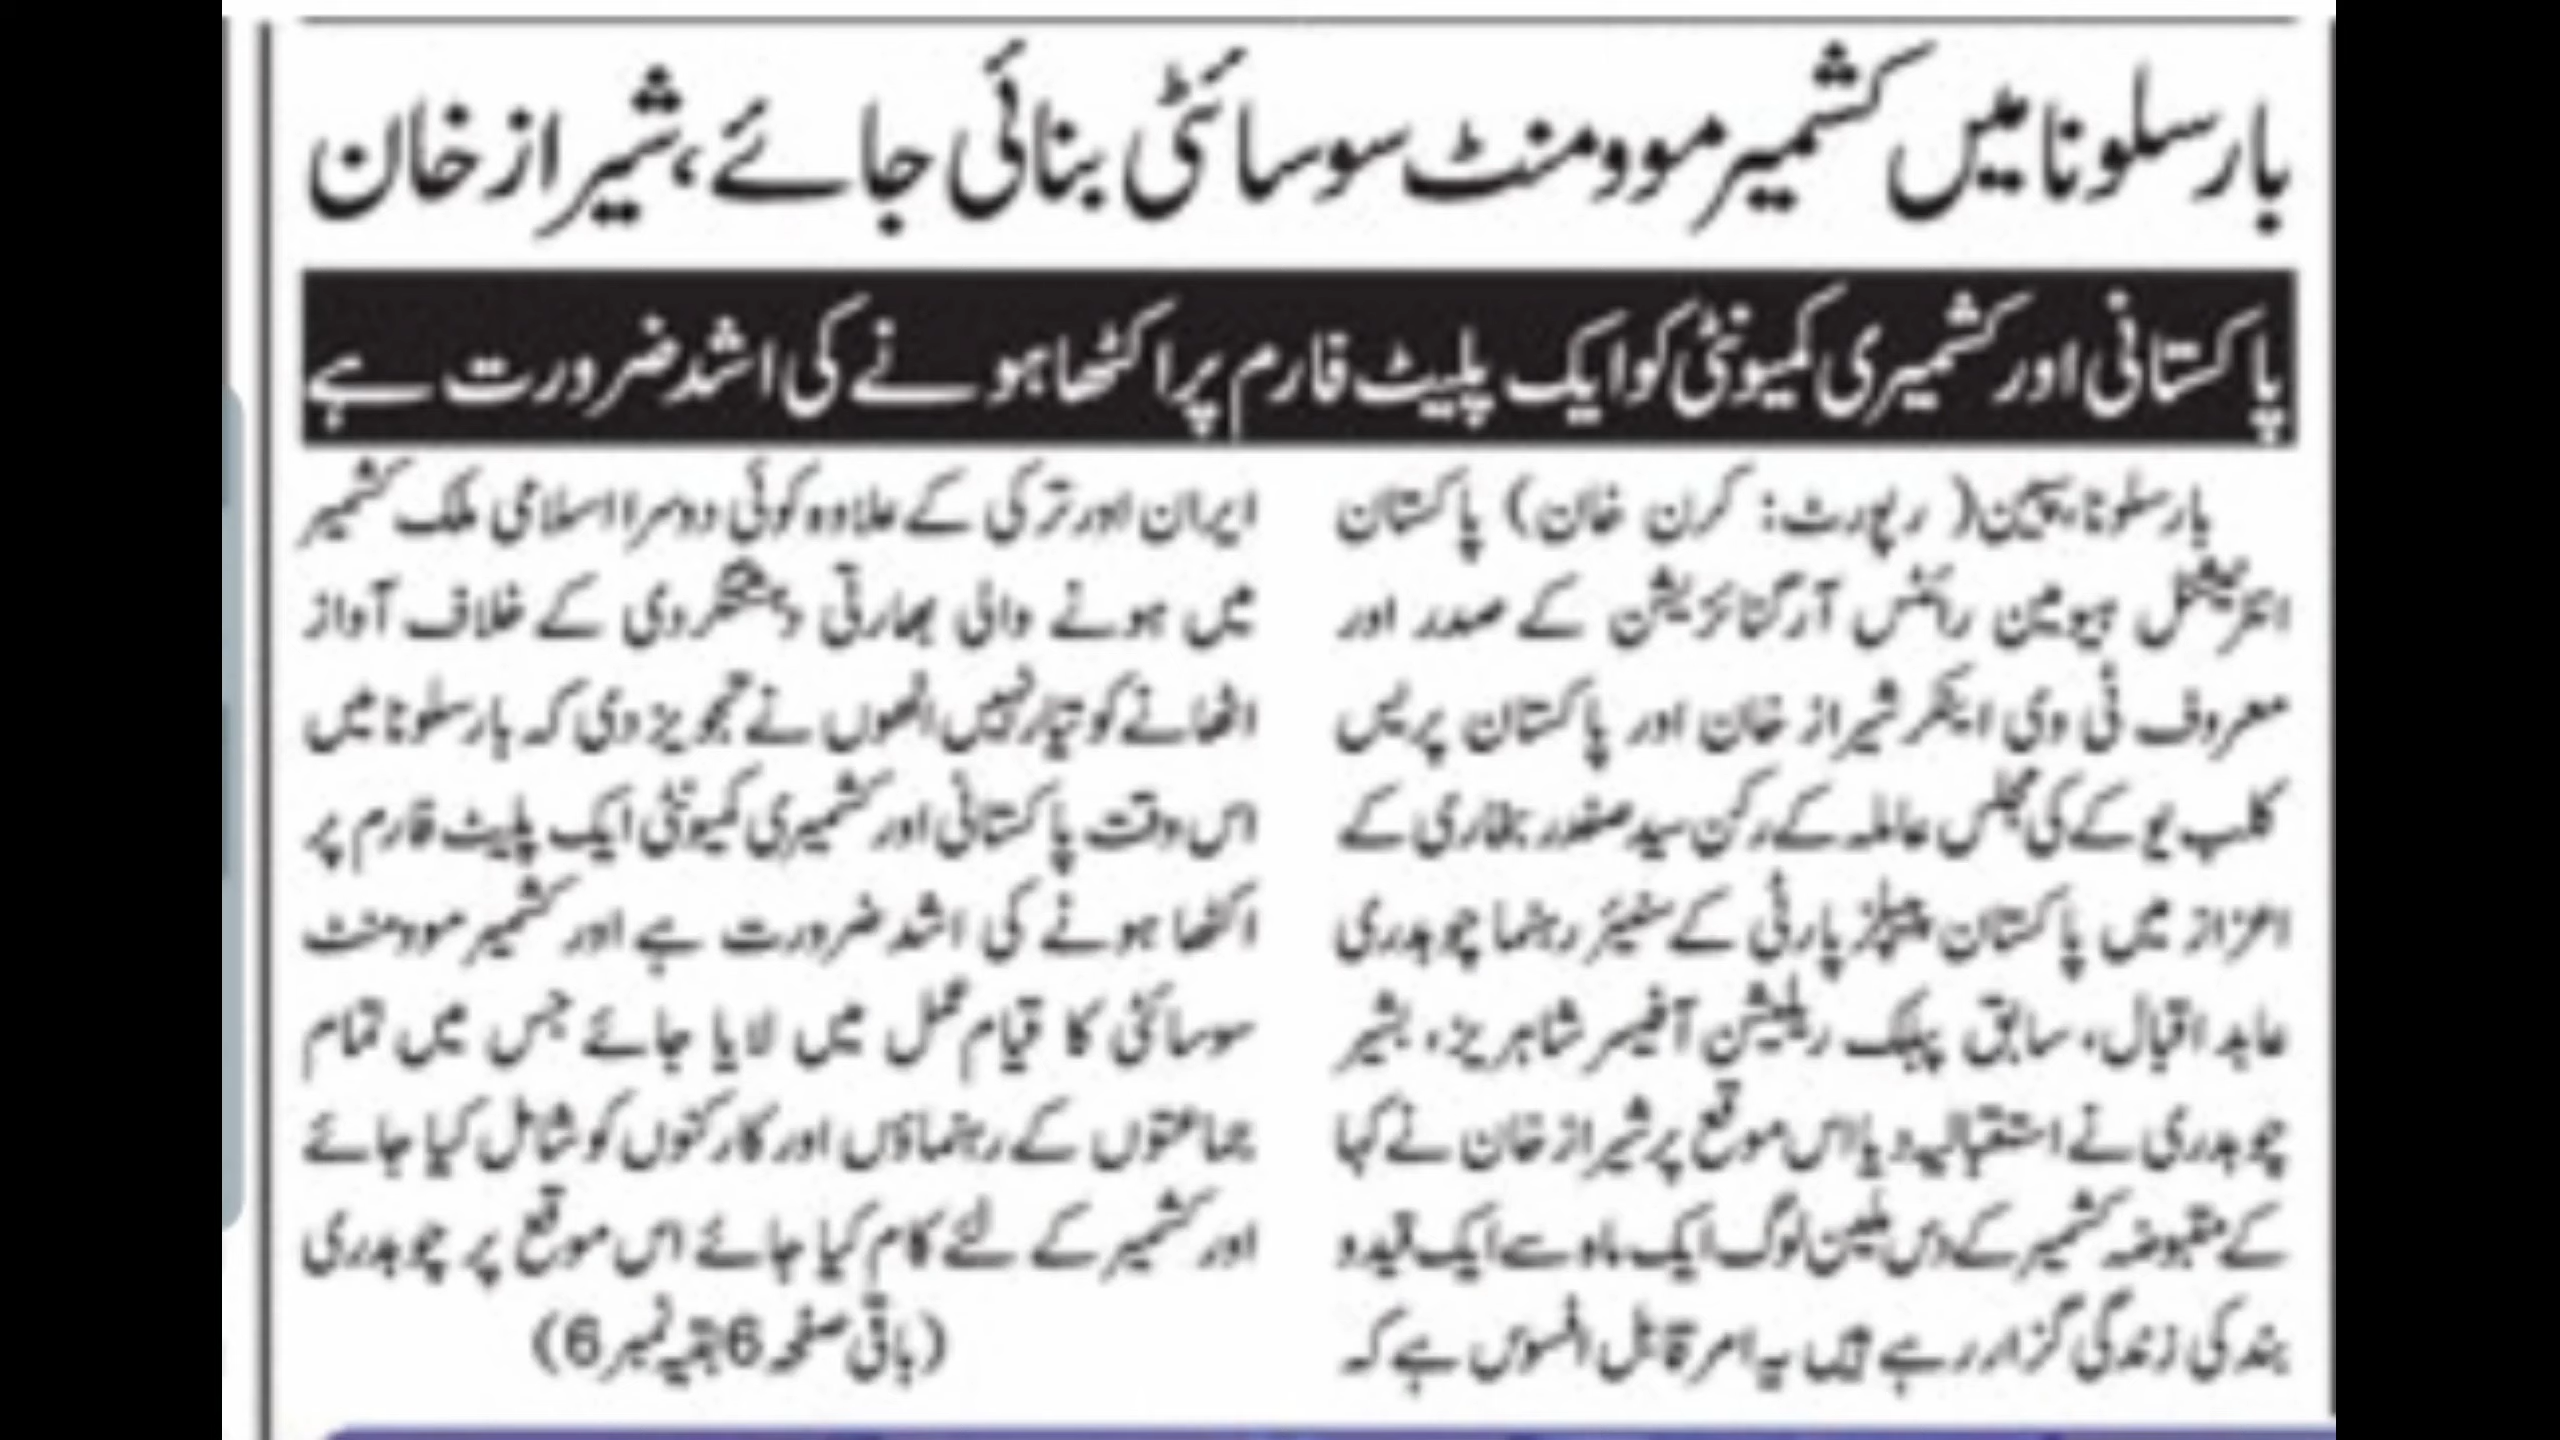 بارسلونا میں کشمیر موومنٹ سوسائٹی بنائی جائے، شیراز خان
پاکستانی اور کشمیری کمیونٹی کو ایک پلیٹ فارم پر اکٹھا ہونے کی اشد ضرورت ہے
بارسلونا، سپین( رپورٹ: کرن خان) پاکستان
انٹرنیشنل ہیومین رائٹس آرگنائزیشن کے صدر اور
معروف ٹی وی اینکر شیراز خان اور پاکستان پریس
کلب یو کے کی مجلس عاملہ کے رکن سید صفدر بخاری کے
اعزاز میں پاکستان پیپلز پارٹی کے سنیئر رہنما چوہدری
عابد اقبال، سابق پبلک ریلیشن آفیسر شاہریز، بشیر
چوہدری نے استقبالیہ دیا اس موقع پر شیراز خان نے کہا
کے مقبوضہ کشمیر کے دس ملین لوگ ایک ماہ سے ایک قید و
بند کی زندگی گزار رہے ہیں یہ امر قابل افسوس ہے کہ
ایران اور ترکی کے علاوہ کوئی دوسرا اسلامی ملک کشمیر
میں ہونے والی بھارتی دہشتگردی کے خلاف آواز
اٹھانے کو تیار نہیں انھوں نے تجویز دی کہ بارسلونا میں
اس وقت پاکستانی اور کشمیری کمیونٹی ایک پلیٹ فارم پر
اکٹھا ہونے کی اشد ضرورت ہے اور کشمیر موومنٹ
سوسائٹی کا قیام عمل میں لایا جائے جس میں تمام
جماعتوں کے رہنماؤں اور کارکنوں کو شامل کیا جائے
اور کشمیر کے لئے کام کیا جائے اس موقع پر چوہدری
(باقی صفحہ 6 بقیہ نمبر 6)